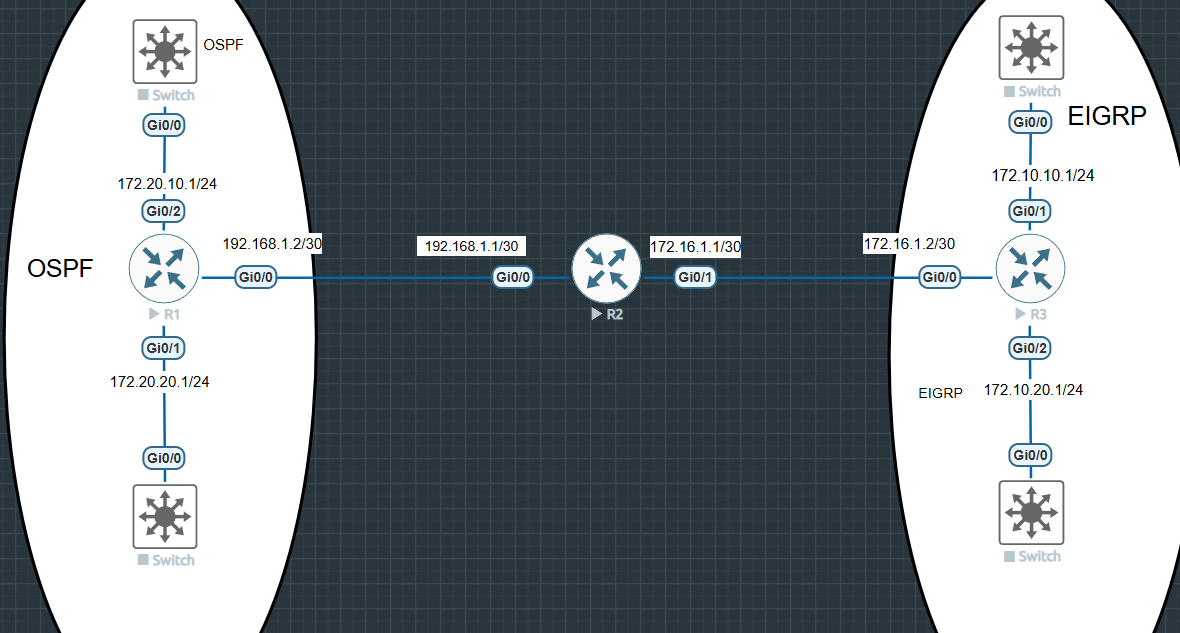 OSPF
Switch
Gi0/0
172.20.10.1/24
Gi0/2
192.168.1.2/30
OSPF
Gi0/0
R1
Gi0/1
172.20.20.1/24
Gi0/0
Switch
192.168.1.1/30
Gi0/0
R2
172.16.1.1/30
Gi0/1
Switch
Gi0/0
EIGRP
172.10.10.1/24
Gi0/1
172.16.1.2/30
Gi0/0
R3
Gi0/2
EIGRP
172.10.20.1/24
Gi0/0
Switch